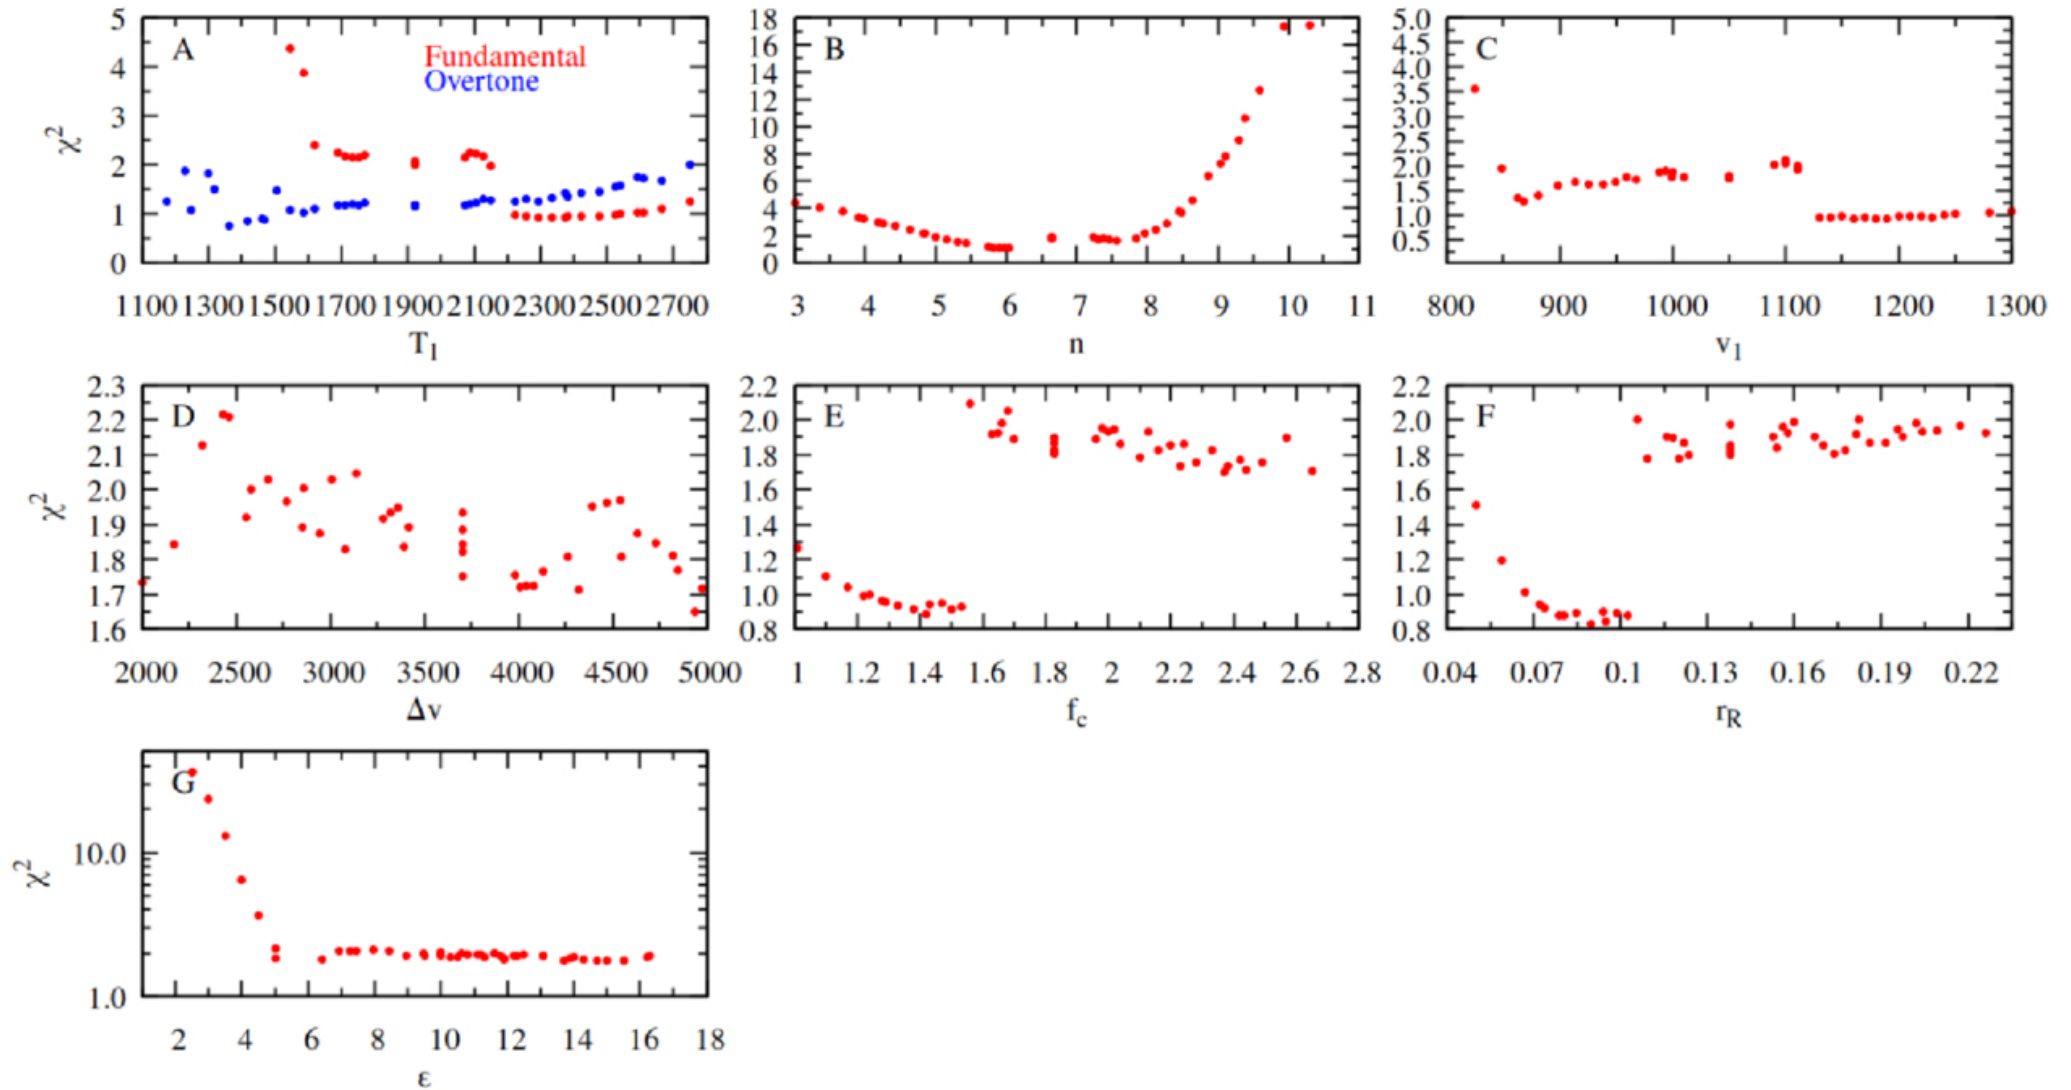 A
Fundamental
Overtone
5
4
3
2
1
0
χ²
1100 1300 1500 1700 1900 2100 2300 2500 2700
T₁
B
18
16
14
12
10
8
6
4
2
0
3 4 5 6 7 8 9 10 11
n
C
5.0
4.5
4.0
3.5
3.0
2.5
2.0
1.5
1.0
0.5
800 900 1000 1100 1200 1300
v₁
D
2.3
2.2
2.1
2.0
1.9
1.8
1.7
1.6
χ²
2000 2500 3000 3500 4000 4500 5000
Δv
E
2.2
2.0
1.8
1.6
1.4
1.2
1.0
0.8
1 1.2 1.4 1.6 1.8 2 2.2 2.4 2.6 2.8
f_c
F
2.2
2.0
1.8
1.6
1.4
1.2
1.0
0.8
0.04 0.07 0.1 0.13 0.16 0.19 0.22
r_R
G
10.0
1.0
χ²
2 4 6 8 10 12 14 16 18
ε